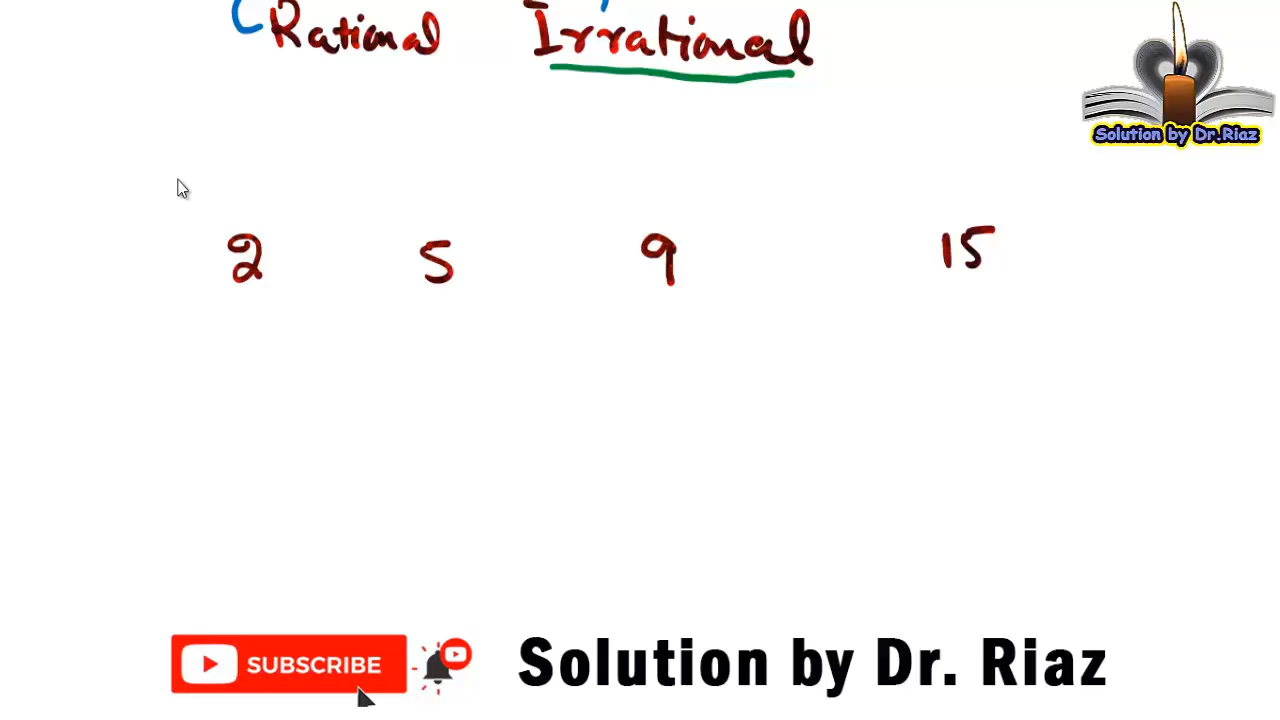 Rational Irrational
Solution by Dr.Riaz
2 5 9 15
SUBSCRIBE
Solution by Dr. Riaz